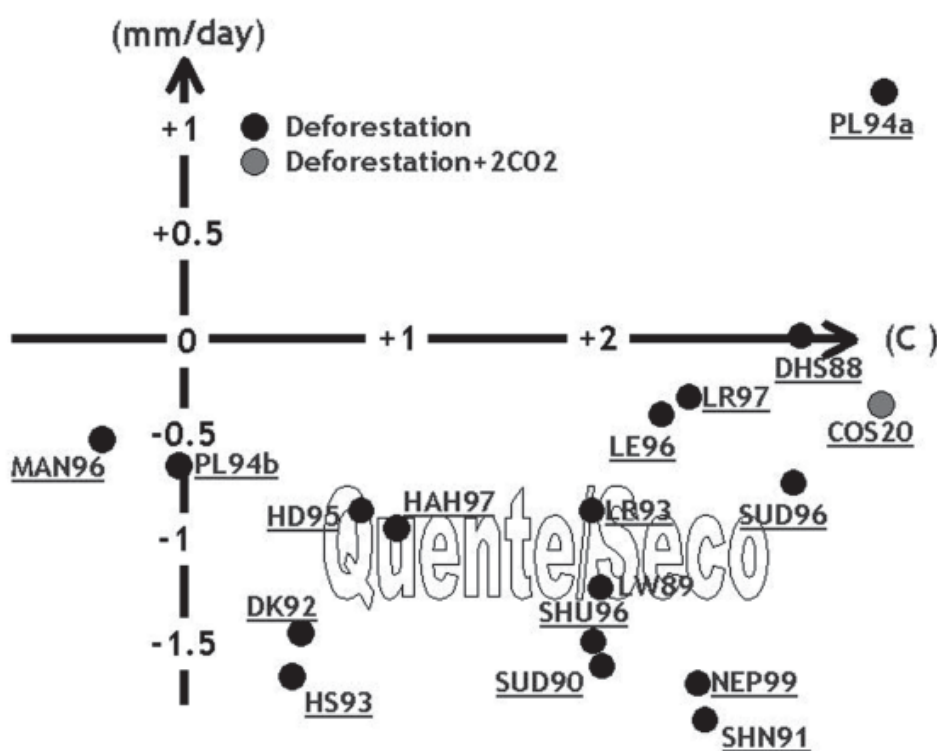 (mm/day)
+1
Deforestation
PL94a
Deforestation+2CO2
+0.5
0
+1
+2
(C )
DHS88
LR97
COS20
-0.5
LE96
MAN96
PL94b
HAH97
HD95
LR93
SUD96
Quente/Seco
-1
LW89
DK92
SHU96
-1.5
SUD90
NEP99
HS93
SHN91